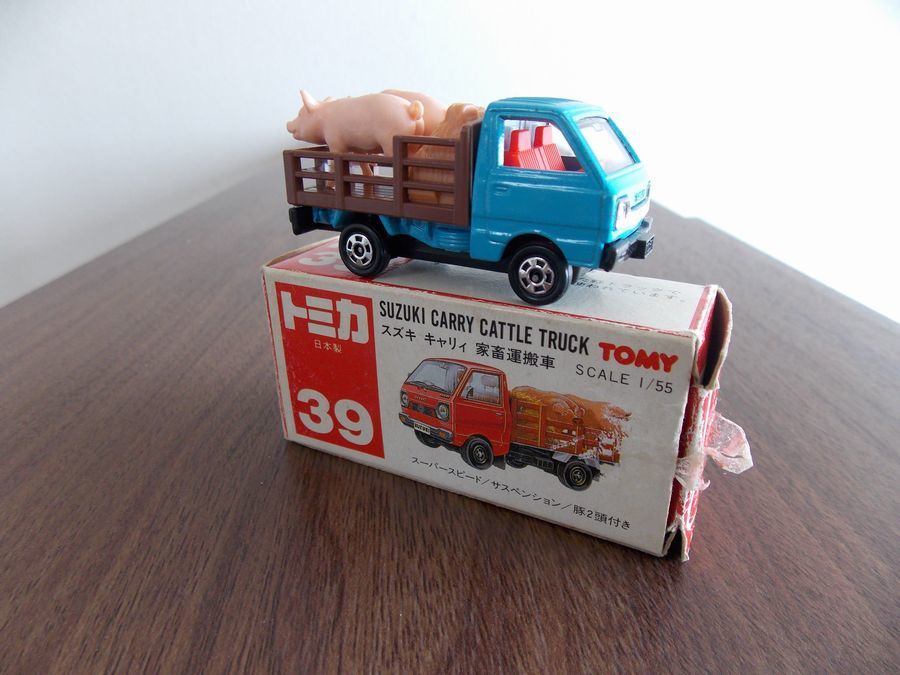 39
トミカ
日本製
39
SUZUKI CARRY CATTLE TRUCK
スズキ キャリィ 家畜運搬車
TOMY
SCALE 1/55
スーパースピード/サスペンション/豚2頭付き